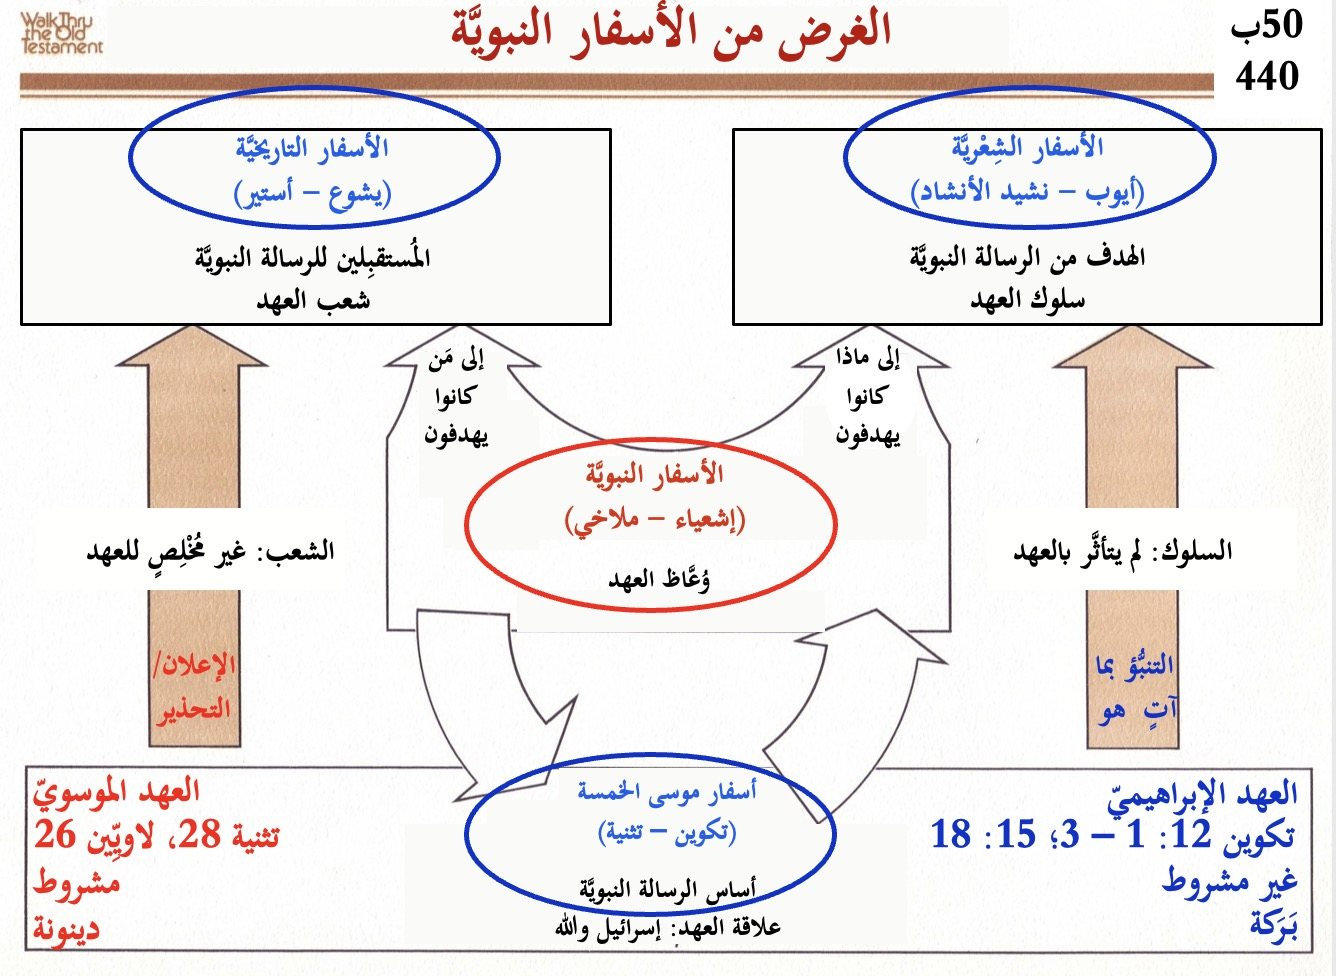 WalkThru
the Old
Testament
الغرض من الأسفار النبويَّة
50ب
440
الأسفار الشِعْريَّة
(أيوب – نشيد الأنشاد)
الهدف من الرسالة النبويَّة
سلوك العهد
الأسفار التاريخيَّة
(يشوع – أستير)
المُستقبِلين للرسالة النبويَّة
شعب العهد
إلى ماذا
كانوا
يهدفون
إلى مَن
كانوا
يهدفون
الأسفار النبويَّة
(إشعياء – ملاخي)
وُعَّاظ العهد
السلوك: لم يتأثَّر بالعهد
الشعب: غير مُخْلِصٍ للعهد
التنبُّؤ بما
آتٍ هو
الإعلان/
التحذير
العهد الإبراهيميّ
تكوين 12: 1 – 3؛ 15: 18
غير مشروط
بَرَكة
أسفار موسى الخمسة
(تكوين – تثنية)
أساس الرسالة النبويَّة
علاقة العهد: إسرائيل والله
العهد الموسويّ
تثنية 28، لاويِّين 26
مشروط
دينونة